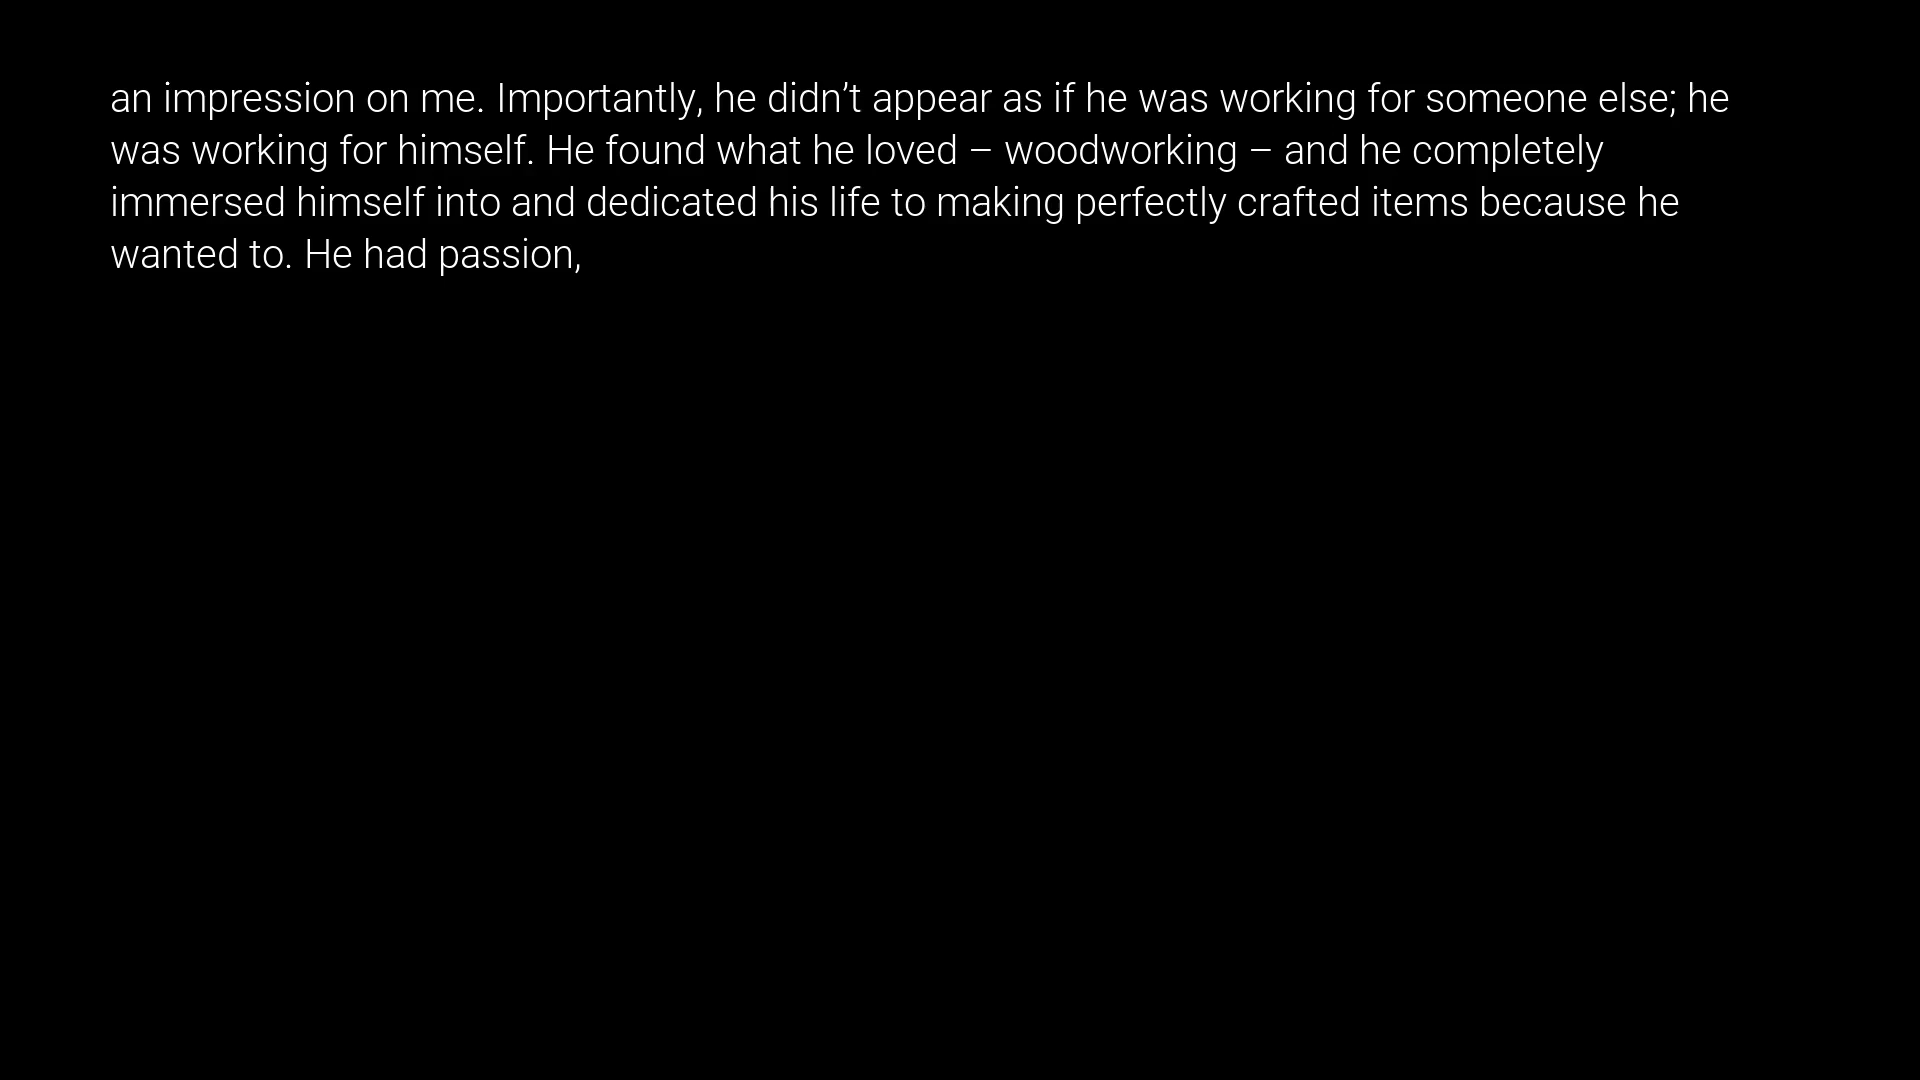 an impression on me. Importantly, he didn’t appear as if he was working for someone else; he
was working for himself. He found what he loved – woodworking – and he completely
immersed himself into and dedicated his life to making perfectly crafted items because he
wanted to. He had passion,